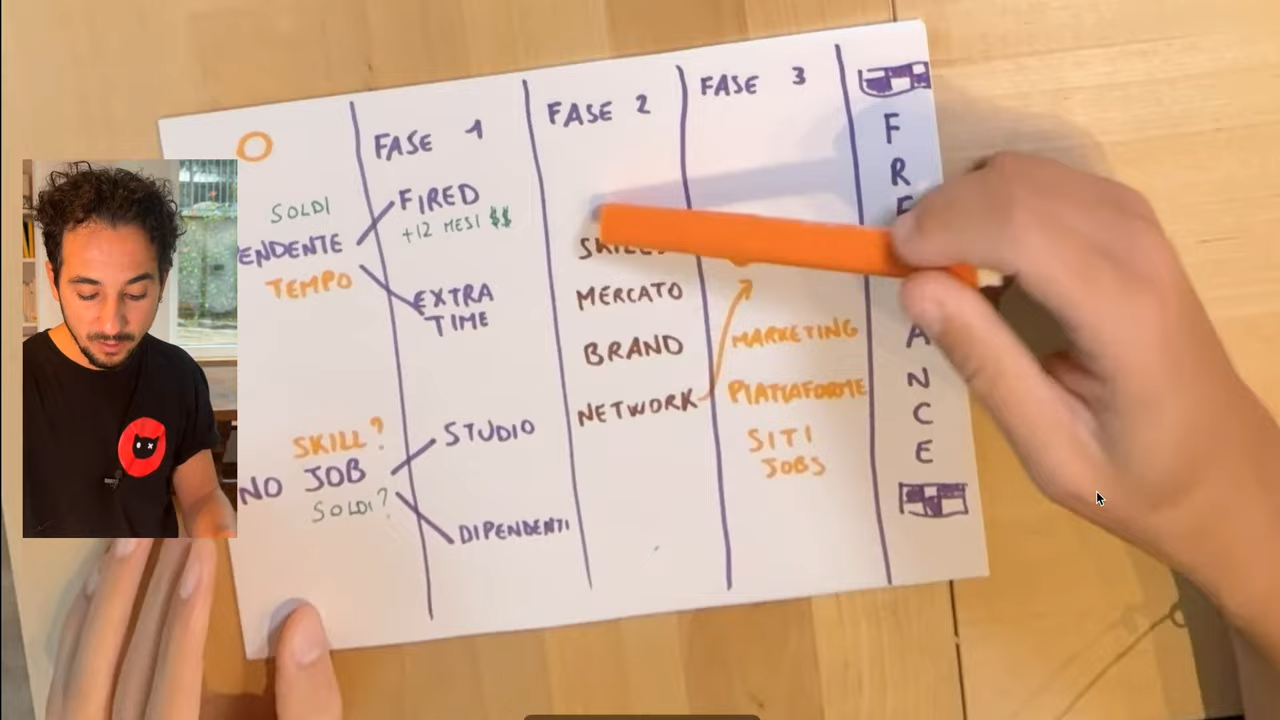 FASE 1
FASE 2
FASE 3
SOLDI
ENDENTE
TEMPO
FIRED
+12 MESI $$
EXTRA
TIME
SKILL?
NO JOB
SOLDI?
STUDIO
DIPENDENTI
MERCATO
BRAND
NETWORK
MARKETING
PIATTAFORME
SITI
JOBS
F
R
E
A
N
C
E